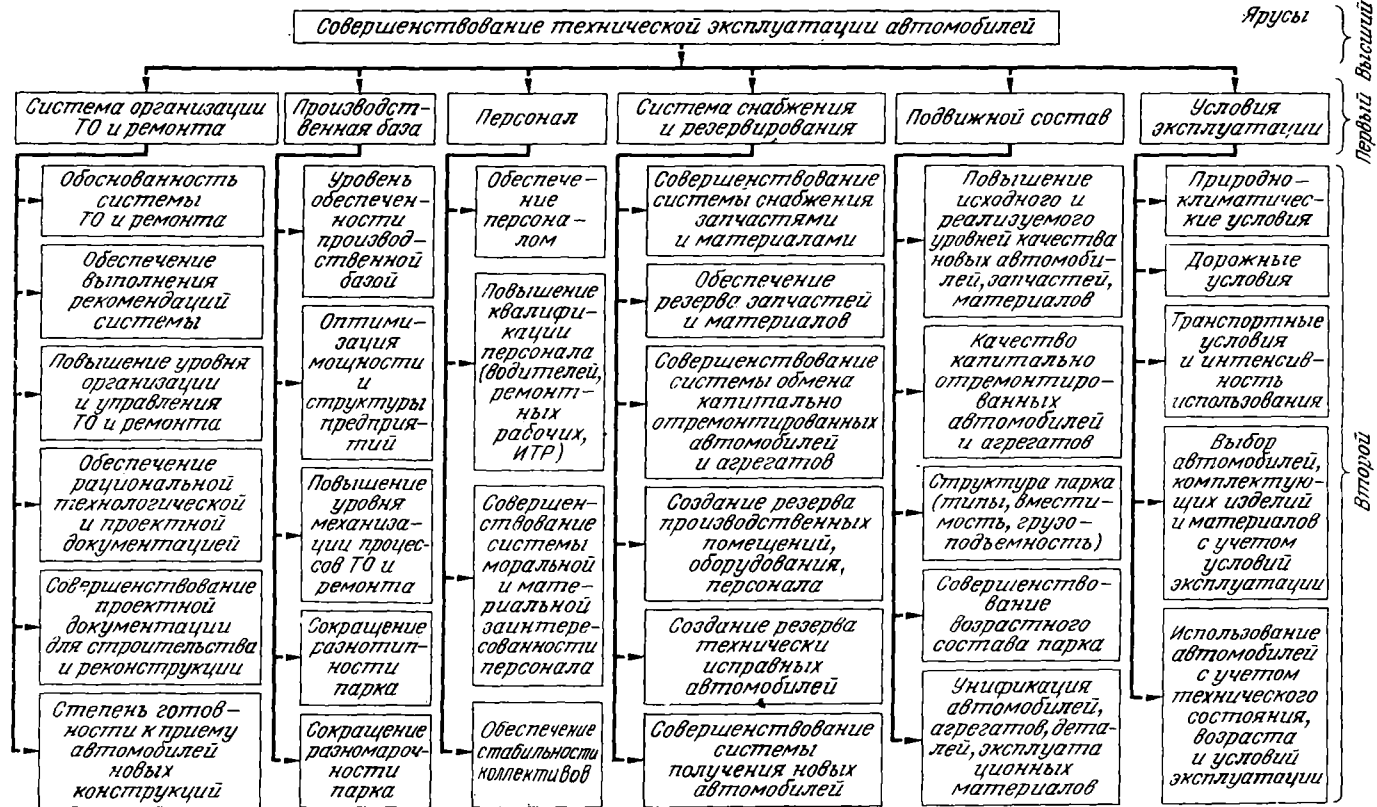 Совершенствование технической эксплуатации автомобилей
Ярусы
Высший
Первый
Второй
Система организации
ТО и ремонта
Производст-
венная база
Персонал
Система снабжения
и резервирования
Подвижной состав
Условия
эксплуатации
Обоснованность
системы
ТО и ремонта
Обеспечение
выполнения
рекомендаций
системы
Повышение уровня
организации
и управления
ТО и ремонта
Обеспечение
рациональной
технологической
и проектной
документацией
Совершенствование
проектной
документации
для строительства
и реконструкции
Степень готов-
ности к приему
автомобилей
новых
конструкций
Уровень
обеспечен-
ности
производ-
ственной
базой
Оптими-
зация
мощности
и
структуры
предприя-
тий
Повышение
уровня
механиза-
ции процес-
сов ТО и
ремонта
Сокращение
разнотип-
ности
парка
Сокращение
разномароч-
ности
парка
Обеспече-
ние
персона-
лом
Повышение
квалифи-
кации
персонала
(водителей,
ремонт-
ных
рабочих,
ИТР)
Совершен-
ствование
системы
моральной
и мате-
риальной
заинтере-
сованности
персонала
Обеспечение
стабильности
коллективов
Совершенствование
системы снабжения
запчастями
и материалами
Обеспечение
резерва запчастей
и материалов
Совершенствование
системы обмена
капитально
отремонтированных
автомобилей
и агрегатов
Создание резерва
производственных
помещений,
оборудования,
персонала
Создание резерва
технически
исправных
автомобилей
Совершенствование
системы
получения новых
автомобилей
Повышение
исходного и
реализуемого
уровней качества
новых автомоби-
лей, запчастей,
материалов
Качество
капитально
отремонтиро-
ванных
автомобилей
и агрегатов
Структура парка
(типы, вмести-
мость, грузо-
подъемность)
Совершенство-
вание
возрастного
состава парка
Унификация
автомобилей,
агрегатов, дета-
лей, эксплуата
ционных
материалов
Природно-
климатичес-
кие условия
Дорожные
условия
Транспортные
условия
и интенсив-
ность
использования
Выбор
автомобилей,
комплектую-
щих изделий
и материалов
с учетом
условий
эксплуатации
Использование
автомобилей
с учетом
технического
состояния,
возраста
и условий
эксплуатации